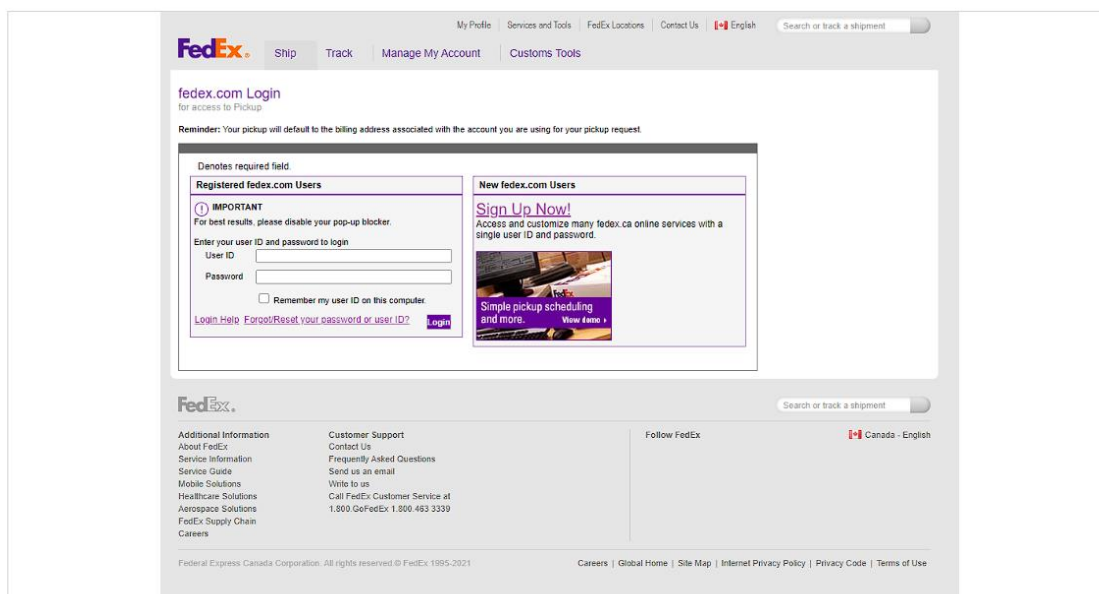 My Profile Services and Tools FedEx Locations Contact Us English Search or track a shipment
FedEx® Ship Track Manage My Account Customs Tools
fedex.com Login
for access to Pickup
Reminder: Your pickup will default to the billing address associated with the account you are using for your pickup request.
Denotes required field.
Registered fedex.com Users
IMPORTANT
For best results, please disable your pop-up blocker.
Enter your user ID and password to login
User ID
Password
Remember my user ID on this computer.
Login Help Forgot/Reset your password or user ID? Login
New fedex.com Users
Sign Up Now!
Access and customize many fedex.ca online services with a
single user ID and password.
FedEx
Simple pickup scheduling
and more. View demo
FedEx® Search or track a shipment
Additional Information
About FedEx
Service Information
Service Guide
Mobile Solutions
Healthcare Solutions
Aerospace Solutions
FedEx Supply Chain
Careers
Customer Support
Contact Us
Frequently Asked Questions
Send us an email
Write to us
Call FedEx Customer Service at
1.800.GoFedEx 1.800.463 3339
Follow FedEx
Canada - English
Federal Express Canada Corporation. All rights reserved.© FedEx 1995-2021
Careers | Global Home | Site Map | Internet Privacy Policy | Privacy Code | Terms of Use